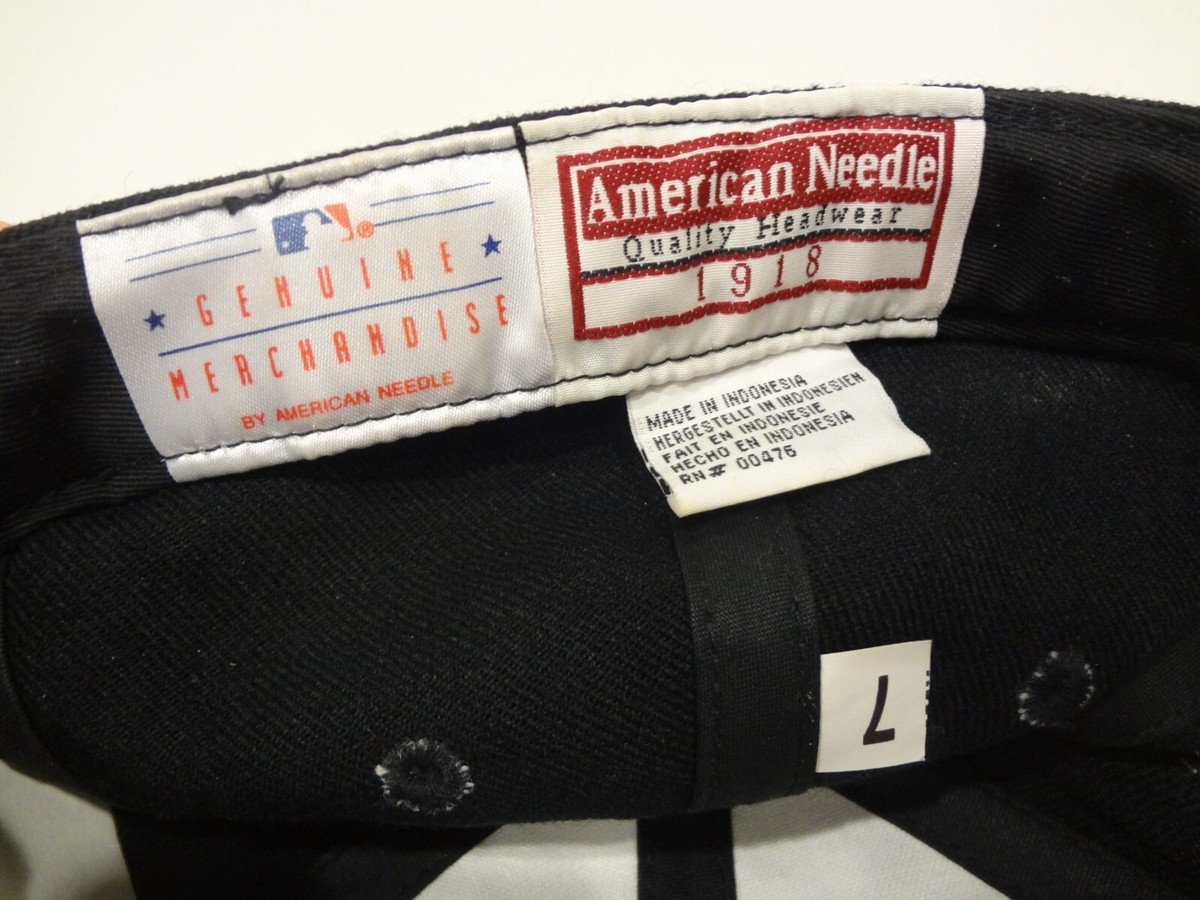 ®
GENUINE
MERCHANDISE
BY AMERICAN NEEDLE
American Needle
Quality Headwear
1918
MADE IN INDONESIA
HERGESTELLT IN INDONESIEN
FAIT EN INDONESIE
HECHO EN INDONESIA
RN# 00476
7